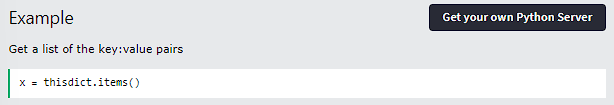 Example
Get your own Python Server
Get a list of the key:value pairs
x = thisdict.items()